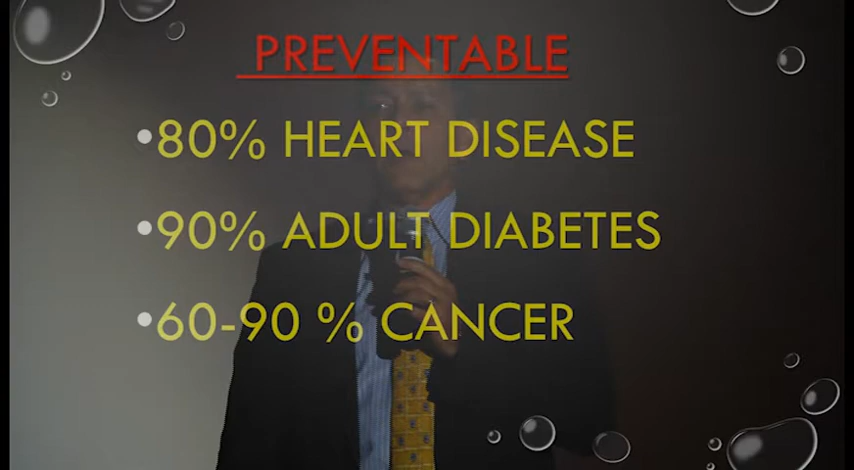 PREVENTABLE
•80% HEART DISEASE
•90% ADULT DIABETES
•60-90 % CANCER